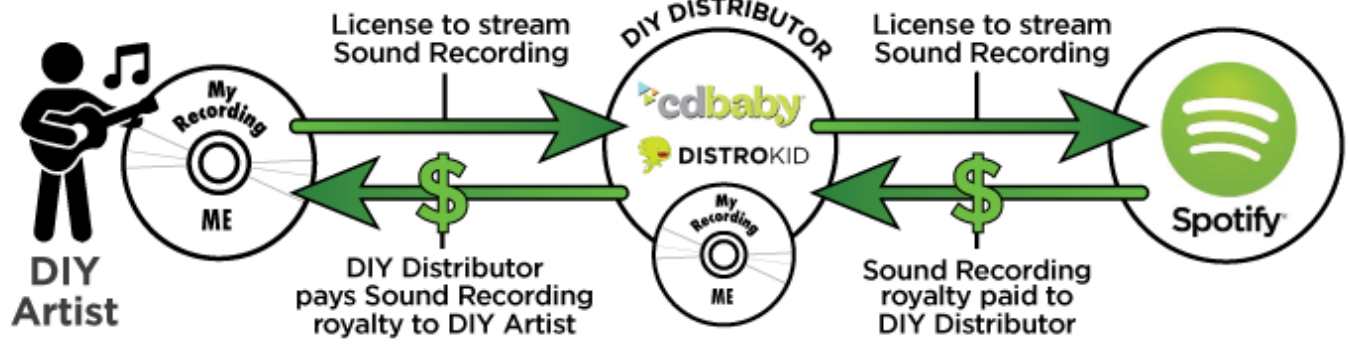 License to stream
Sound Recording
DIY DISTRIBUTOR
License to stream
Sound Recording
My
Recording
ME
cdbaby
DISTROKID
My
Recording
ME
Spotify
$
$
DIY
Artist
DIY Distributor
pays Sound Recording
royalty to DIY Artist
Sound Recording
royalty paid to
DIY Distributor